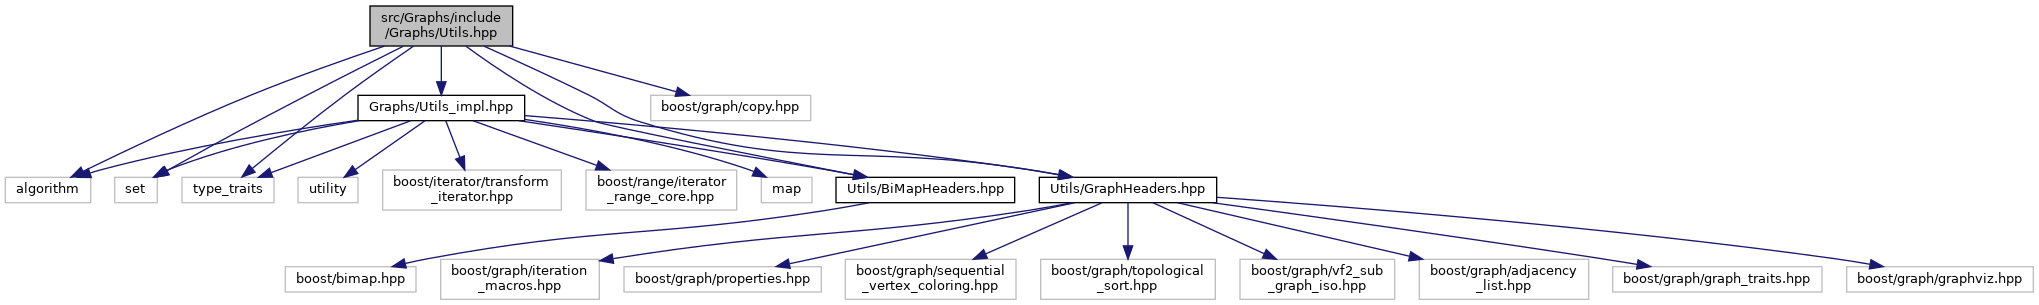 src/Graphs/include
/Graphs/Utils.hpp
Graphs/Utils_impl.hpp
boost/graph/copy.hpp
algorithm
set
type_traits
utility
boost/iterator/transform
_iterator.hpp
boost/range/iterator
_range_core.hpp
map
Utils/BiMapHeaders.hpp
Utils/GraphHeaders.hpp
boost/bimap.hpp
boost/graph/iteration
_macros.hpp
boost/graph/properties.hpp
boost/graph/sequential
_vertex_coloring.hpp
boost/graph/topological
_sort.hpp
boost/graph/vf2_sub
_graph_iso.hpp
boost/graph/adjacency
_list.hpp
boost/graph/graph_traits.hpp
boost/graph/graphviz.hpp